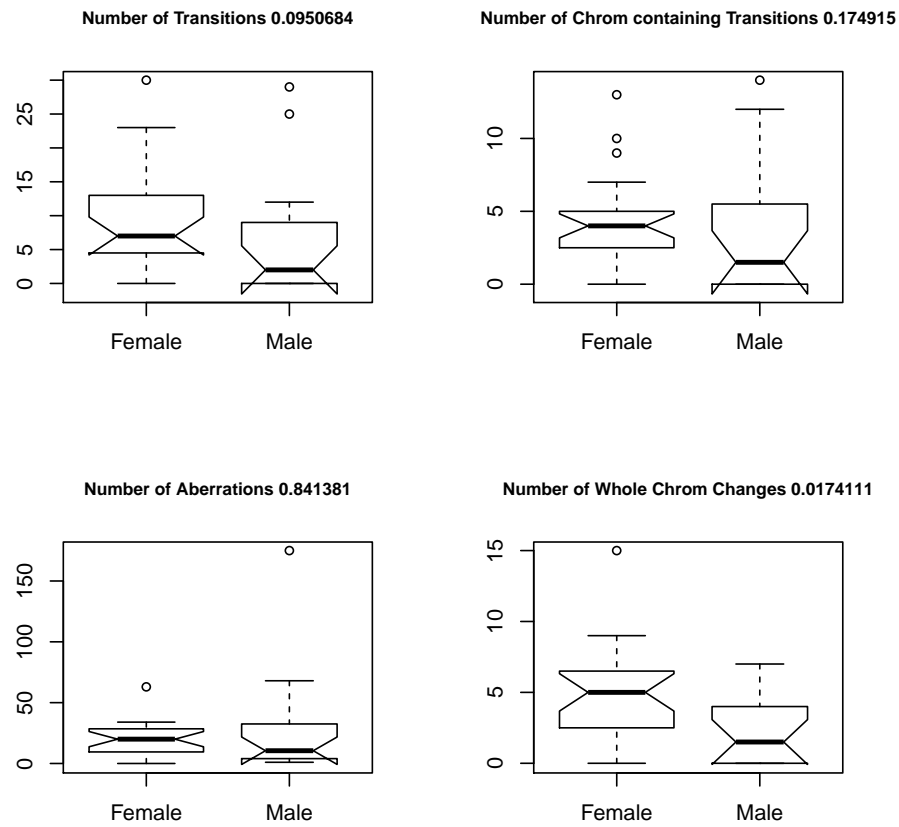 Number of Transitions 0.0950684
25
15
5
0
Female Male
Number of Chrom containing Transitions 0.174915
10
5
0
Female Male
Number of Aberrations 0.841381
150
100
50
0
Female Male
Number of Whole Chrom Changes 0.0174111
15
10
5
0
Female Male